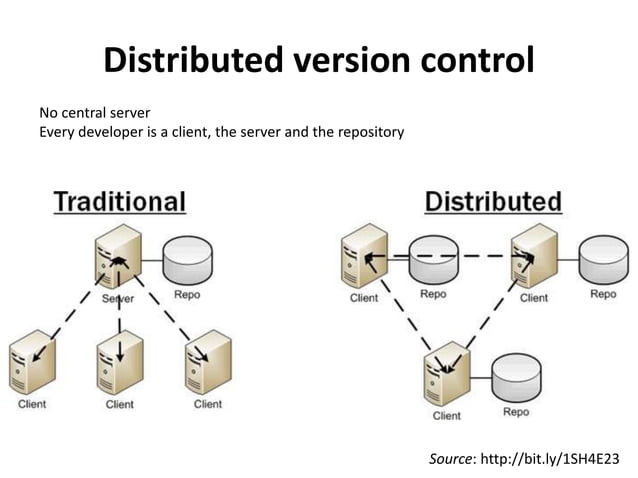 Distributed version control
No central server
Every developer is a client, the server and the repository
Traditional
Server
Repo
Client
Client
Client
Distributed
Client
Repo
Client
Repo
Client
Repo
Source: http://bit.ly/1SH4E23